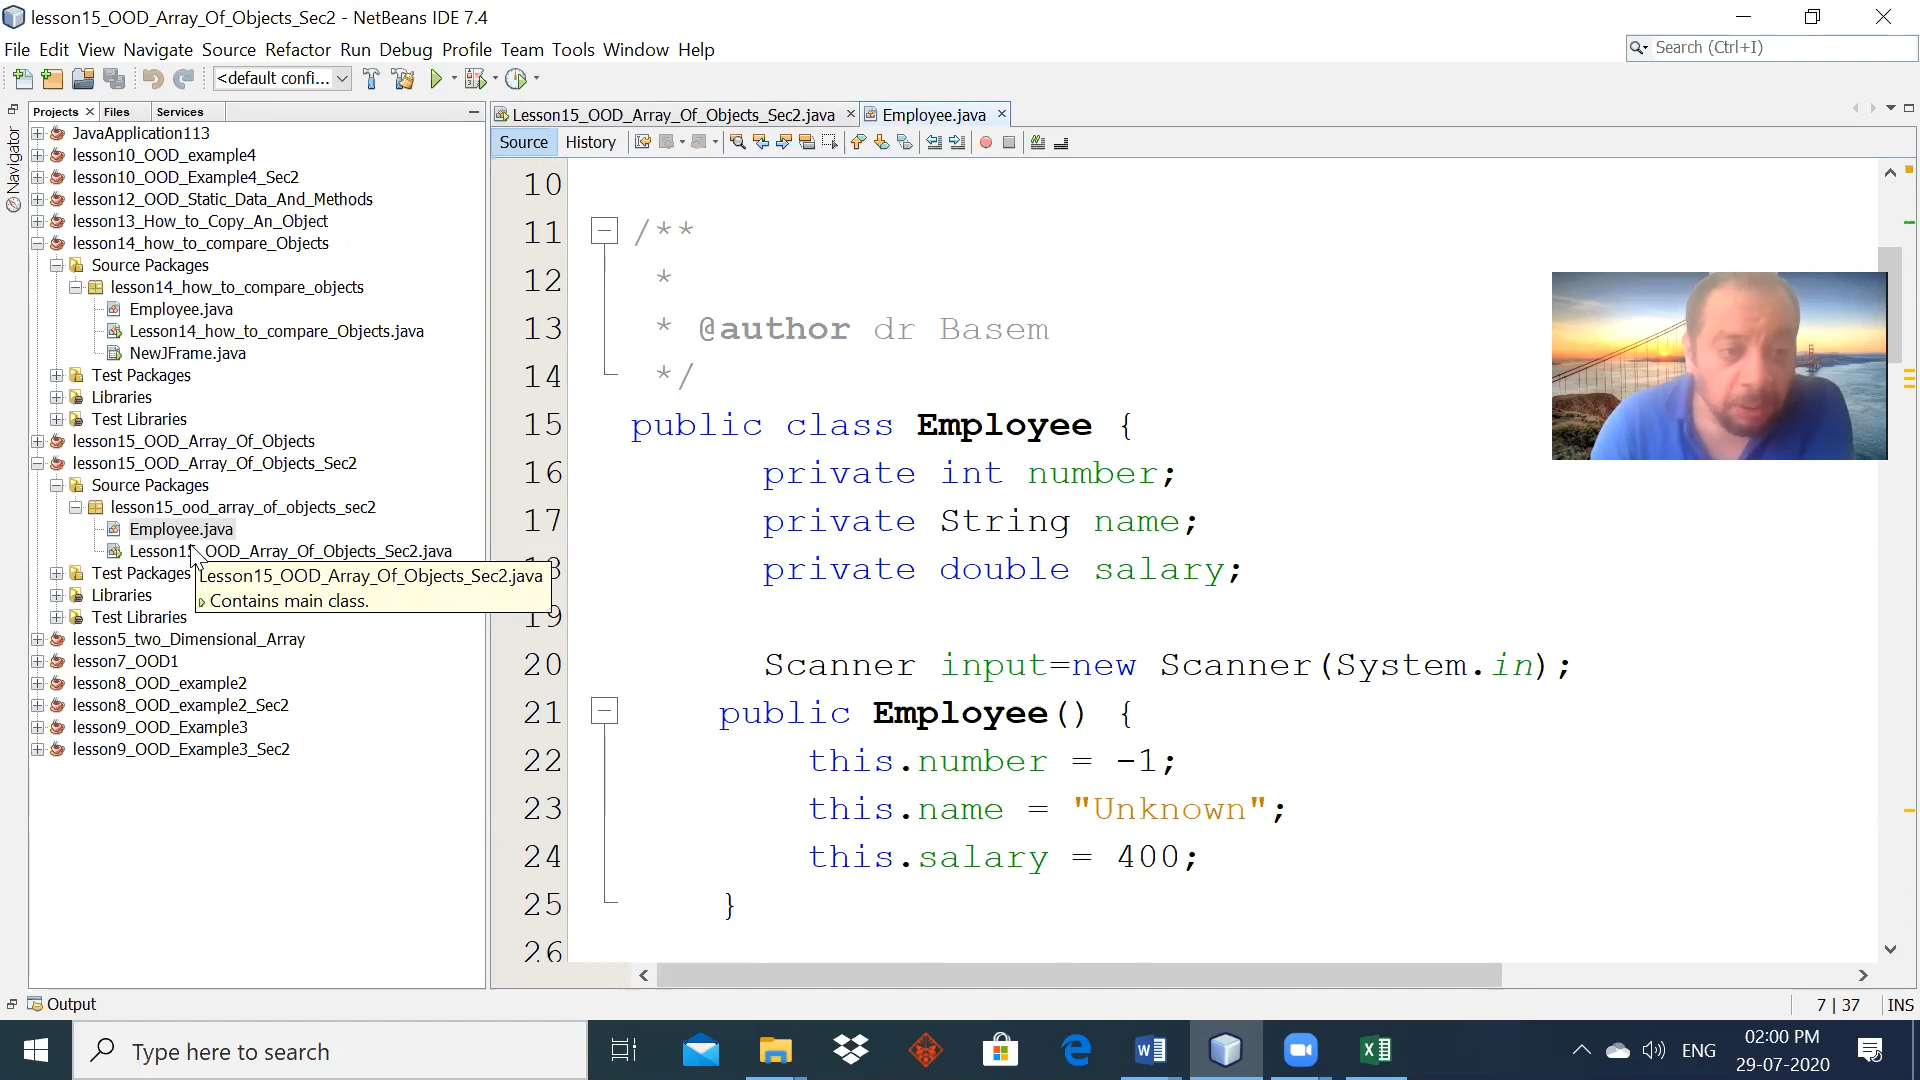 lesson15_OOD_Array_Of_Objects_Sec2 - NetBeans IDE 7.4
File Edit View Navigate Source Refactor Run Debug Profile Team Tools Window Help
Search (Ctrl+I)
<default confi...
Projects Files Services
Navigator
JavaApplication113
lesson10_OOD_example4
lesson10_OOD_Example4_Sec2
lesson12_OOD_Static_Data_And_Methods
lesson13_How_to_Copy_An_Object
lesson14_how_to_compare_Objects
Source Packages
lesson14_how_to_compare_objects
Employee.java
Lesson14_how_to_compare_Objects.java
NewJFrame.java
Test Packages
Libraries
Test Libraries
lesson15_OOD_Array_Of_Objects
lesson15_OOD_Array_Of_Objects_Sec2
Source Packages
lesson15_ood_array_of_objects_sec2
Employee.java
Lesson15_OOD_Array_Of_Objects_Sec2.java
Test Packages
Libraries
Test Libraries
lesson5_two_Dimensional_Array
lesson7_OOD1
lesson8_OOD_example2
lesson8_OOD_example2_Sec2
lesson9_OOD_Example3
lesson9_OOD_Example3_Sec2
Lesson15_OOD_Array_Of_Objects_Sec2.java
Contains main class.
Lesson15_OOD_Array_Of_Objects_Sec2.java Employee.java
Source History
10
11 /**
12 *
13 * @author dr Basem
14 */
15 public class Employee {
16 private int number;
17 private String name;
18 private double salary;
19
20 Scanner input=new Scanner(System.in);
21 public Employee() {
22 this.number = -1;
23 this.name = "Unknown";
24 this.salary = 400;
25 }
26
Output
7 | 37 INS
Type here to search
ENG
02:00 PM
29-07-2020